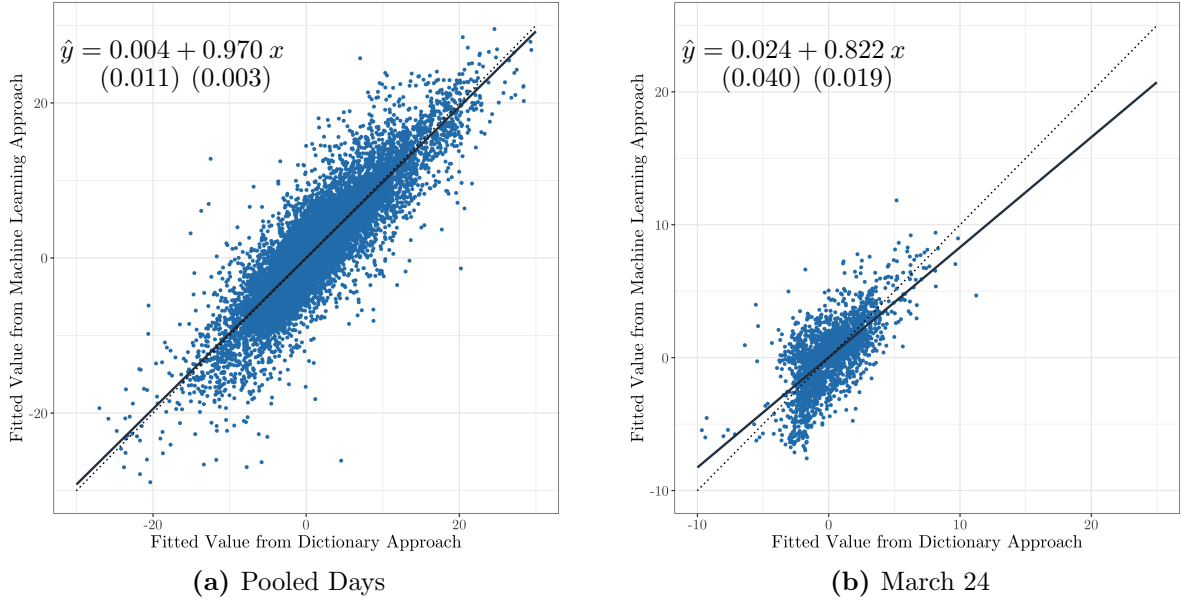 ŷ = 0.004 + 0.970 x
(0.011) (0.003)
Fitted Value from Machine Learning Approach
20
0
-20
-20
0
20
Fitted Value from Dictionary Approach
(a) Pooled Days
ŷ = 0.024 + 0.822 x
(0.040) (0.019)
Fitted Value from Machine Learning Approach
20
10
0
-10
-10
0
10
20
Fitted Value from Dictionary Approach
(b) March 24